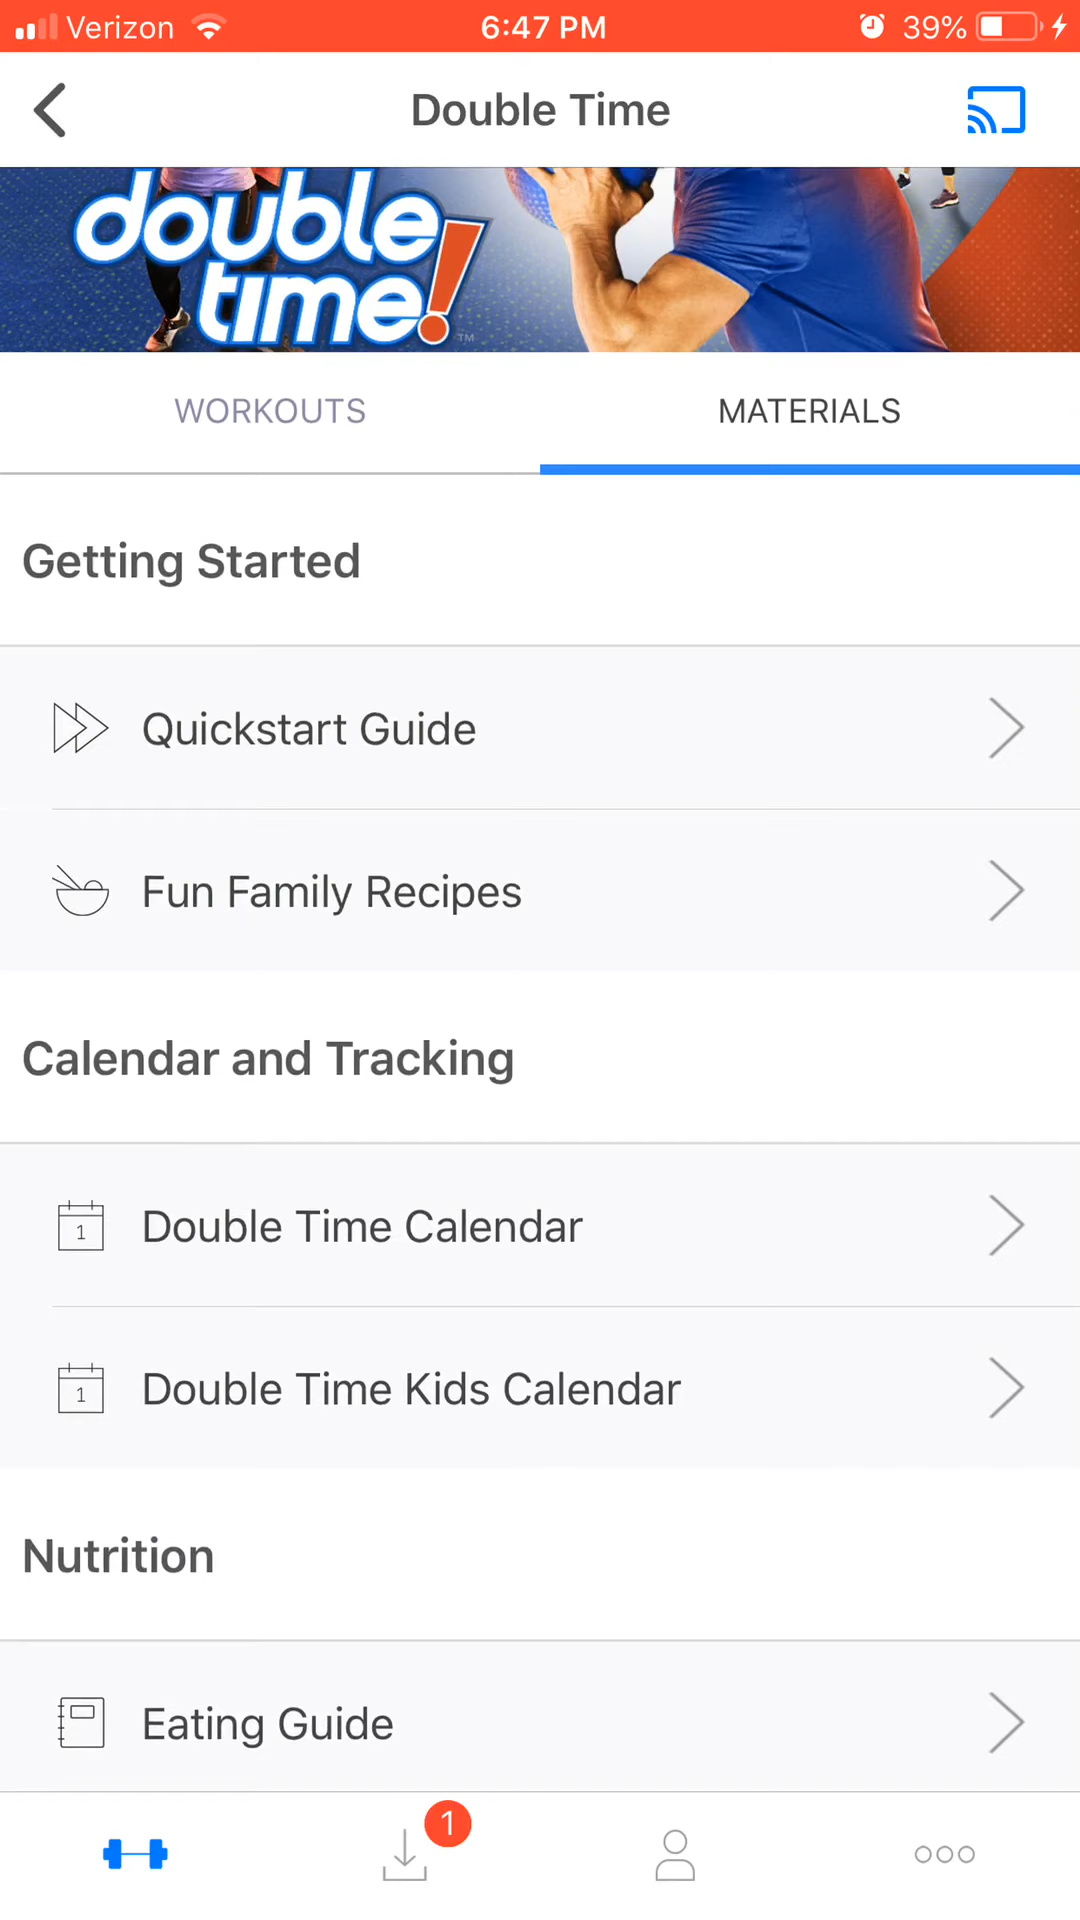 Verizon 6:47 PM 39%
Double Time
double
time!™
WORKOUTS MATERIALS
Getting Started
Quickstart Guide
Fun Family Recipes
Calendar and Tracking
1 Double Time Calendar
1 Double Time Kids Calendar
Nutrition
Eating Guide
1